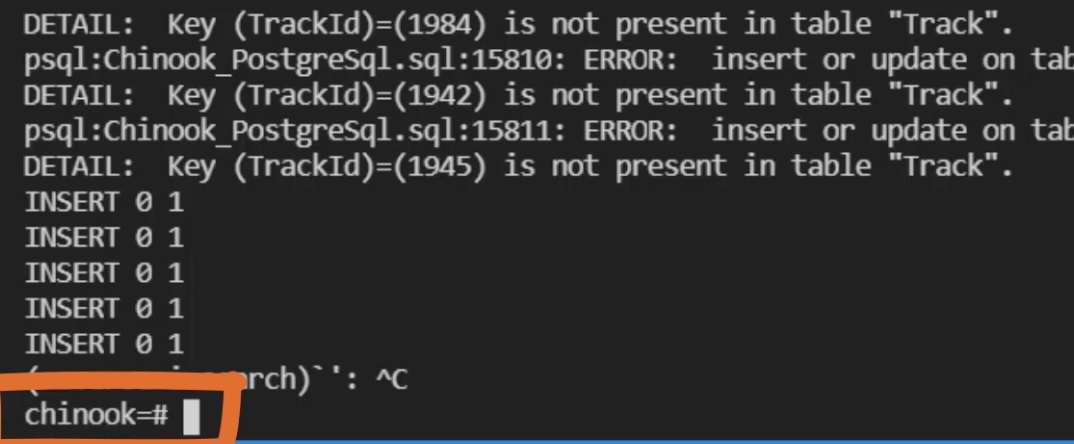 DETAIL:  Key (TrackId)=(1984) is not present in table "Track".
psql:Chinook_PostgreSql.sql:15810: ERROR:  insert or update on tab
DETAIL:  Key (TrackId)=(1942) is not present in table "Track".
psql:Chinook_PostgreSql.sql:15811: ERROR:  insert or update on tab
DETAIL:  Key (TrackId)=(1945) is not present in table "Track".
INSERT 0 1
INSERT 0 1
INSERT 0 1
INSERT 0 1
INSERT 0 1
)`': ^C
chinook=#